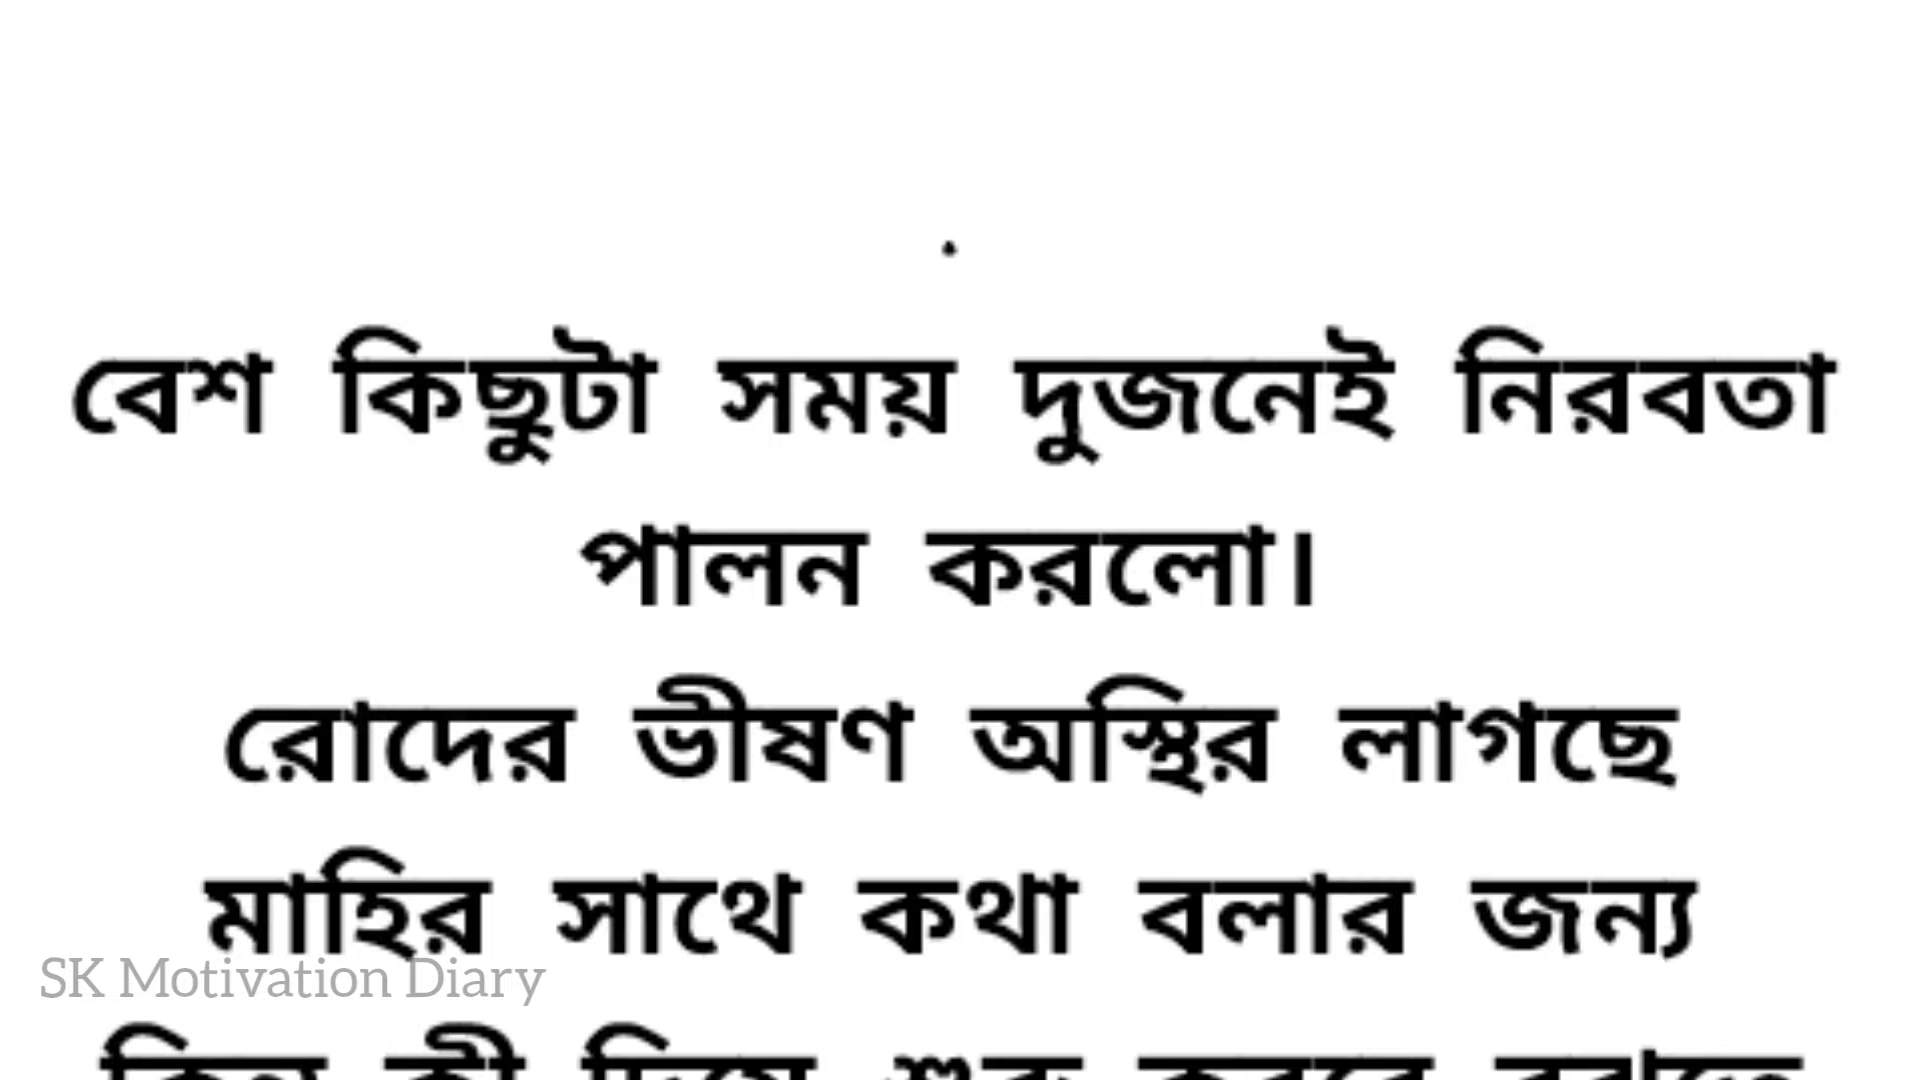 .
বেশ কিছুটা সময় দুজনেই নিরবতা
পালন করলো।
রোদের ভীষণ অস্থির লাগছে
মাহির সাথে কথা বলার জন্য
SK Motivation Diary